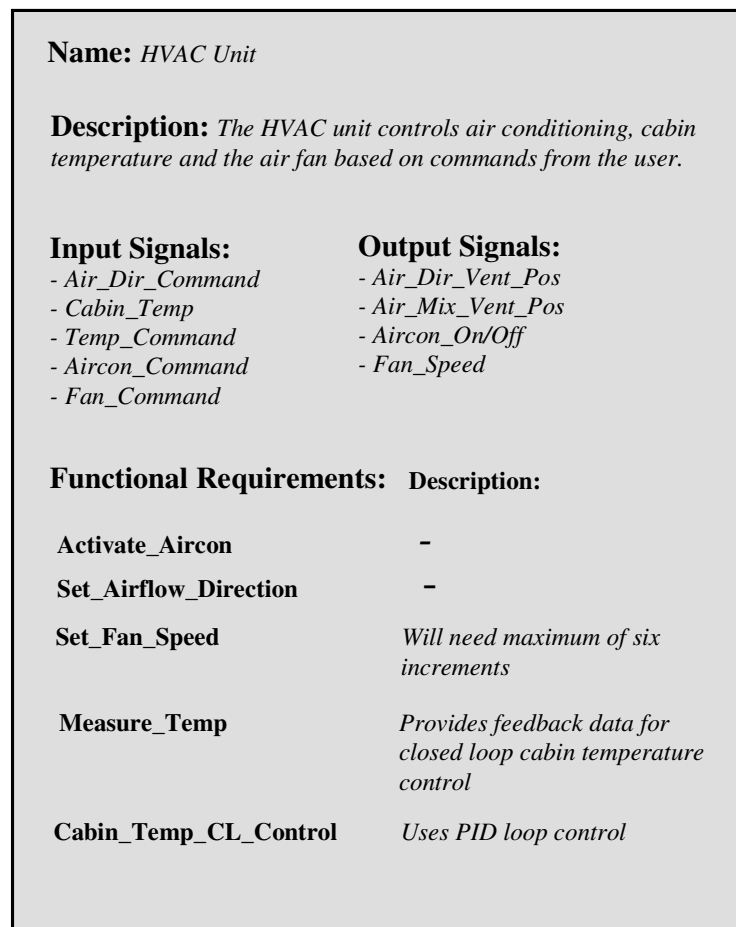 Name: HVAC Unit
Description: The HVAC unit controls air conditioning, cabin
temperature and the air fan based on commands from the user.
Input Signals:
- Air_Dir_Command
- Cabin_Temp
- Temp_Command
- Aircon_Command
- Fan_Command
Output Signals:
- Air_Dir_Vent_Pos
- Air_Mix_Vent_Pos
- Aircon_On/Off
- Fan_Speed
Functional Requirements: Description:
Activate_Aircon -
Set_Airflow_Direction -
Set_Fan_Speed Will need maximum of six
increments
Measure_Temp Provides feedback data for
closed loop cabin temperature
control
Cabin_Temp_CL_Control Uses PID loop control